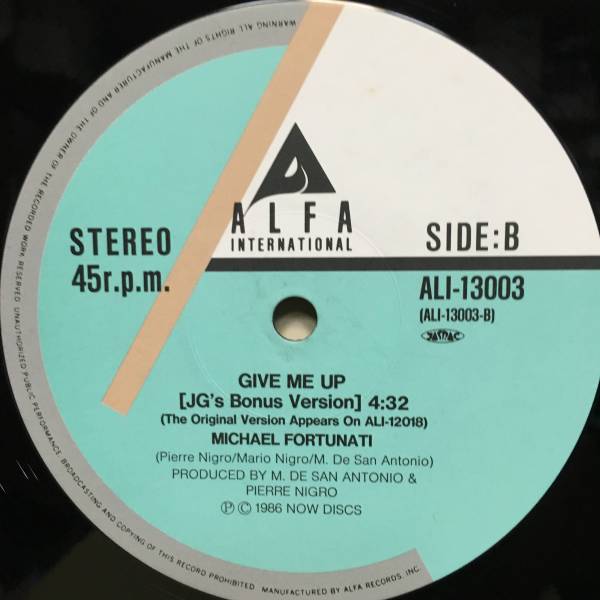 ALFA
INTERNATIONAL
STEREO
45r.p.m.
SIDE:B
ALI-13003
(ALI-13003-B)
JASRAC
GIVE ME UP
[JG's Bonus Version] 4:32
(The Original Version Appears On ALI-12018)
MICHAEL FORTUNATI
(Pierre Nigro/Mario Nigro/M. De San Antonio)
PRODUCED BY M. DE SAN ANTONIO &
PIERRE NIGRO
Ⓟ © 1986 NOW DISCS
WARNING. ALL RIGHTS OF THE MANUFACTURER AND OF THE OWNER OF THE RECORDED WORK RESERVED. UNAUTHORIZED PUBLIC PERFORMANCE, BROADCASTING AND COPYING OF THIS RECORD PROHIBITED MANUFACTURED BY ALFA RECORDS, INC.